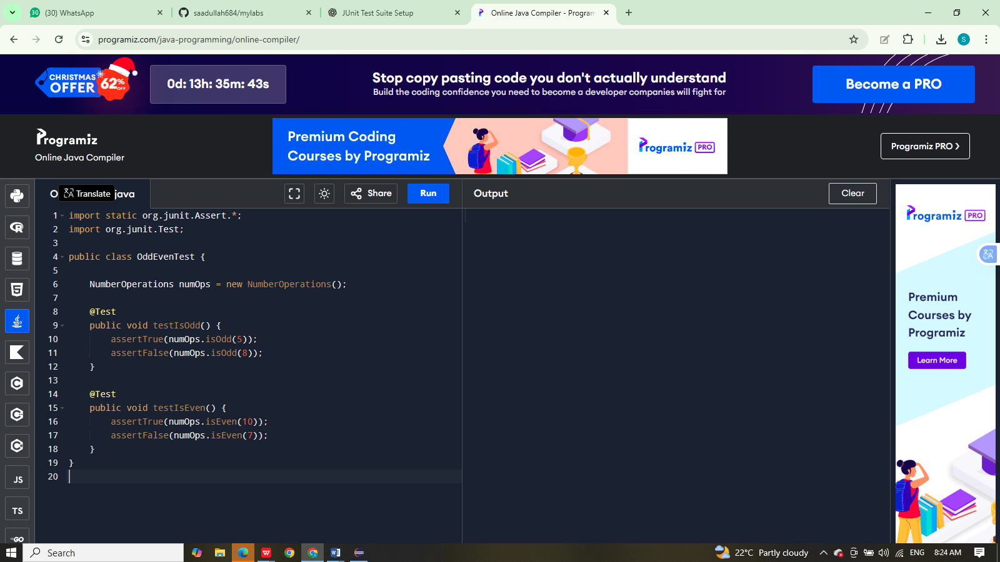 30 (30) WhatsApp
saadullah684/mylabs
JUnit Test Suite Setup
Online Java Compiler - Program
programiz.com/java-programming/online-compiler/
S
CHRISTMAS OFFER 62% OFF
0d: 13h: 35m: 43s
Stop copy pasting code you don't actually understand
Build the coding confidence you need to become a developer companies will fight for
Become a PRO
Programiz
Online Java Compiler
Premium Coding
Courses by Programiz
Programiz PRO
Programiz PRO ›
Translate
java
Share
Run
Output
Clear
1 import static org.junit.Assert.*;
2 import org.junit.Test;
3
4 public class OddEvenTest {
5
6 NumberOperations numOps = new NumberOperations();
7
8 @Test
9 public void testIsOdd() {
10 assertTrue(numOps.isOdd(5));
11 assertFalse(numOps.isOdd(8));
12 }
13
14 @Test
15 public void testIsEven() {
16 assertTrue(numOps.isEven(10));
17 assertFalse(numOps.isEven(7));
18 }
19 }
20
JS
TS
GO
Programiz PRO
Premium
Courses by
Programiz
Learn More
Search
22°C Partly cloudy
ENG
8:24 AM